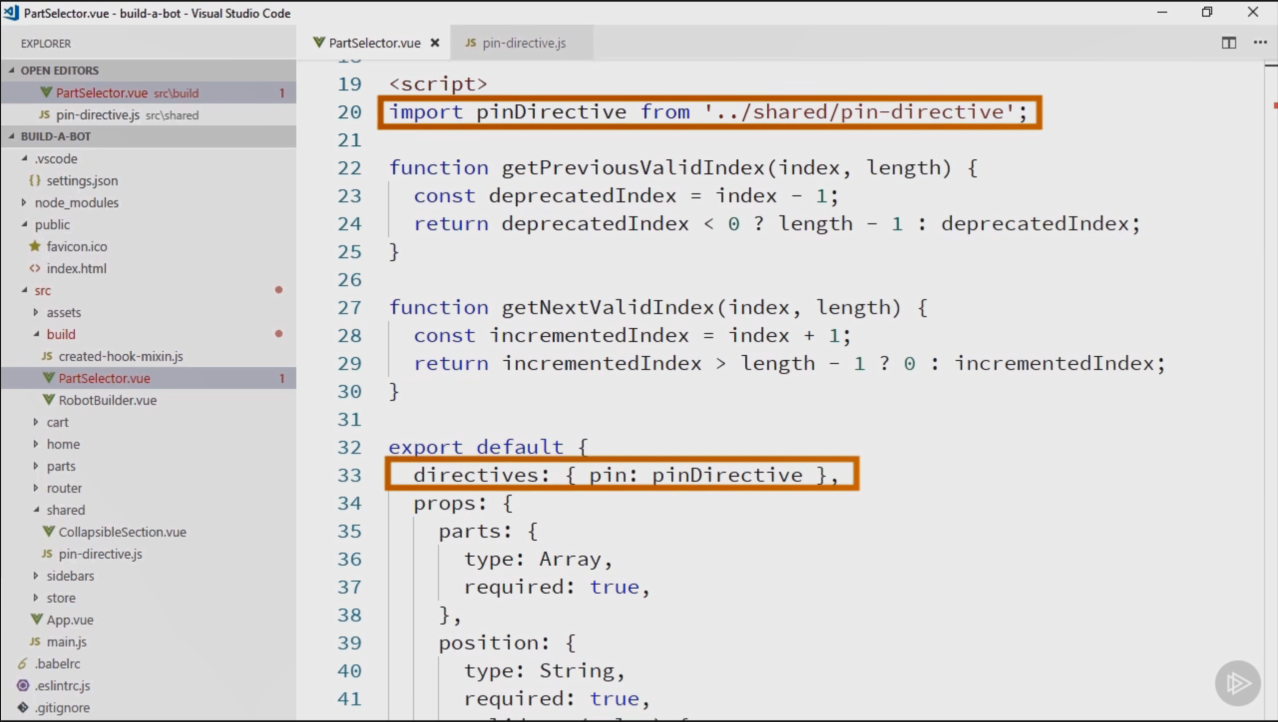 PartSelector.vue - build-a-bot - Visual Studio Code
EXPLORER
OPEN EDITORS
PartSelector.vue src\build 1
JS pin-directive.js src\shared
BUILD-A-BOT
.vscode
{} settings.json
node_modules
public
favicon.ico
<> index.html
src
assets
build
JS created-hook-mixin.js
PartSelector.vue 1
RobotBuilder.vue
cart
home
parts
router
shared
CollapsibleSection.vue
JS pin-directive.js
sidebars
store
App.vue
JS main.js
.babelrc
.eslintrc.js
.gitignore
PartSelector.vue
JS pin-directive.js
19 <script>
20 import pinDirective from '../shared/pin-directive';
21
22 function getPreviousValidIndex(index, length) {
23 const deprecatedIndex = index - 1;
24 return deprecatedIndex < 0 ? length - 1 : deprecatedIndex;
25 }
26
27 function getNextValidIndex(index, length) {
28 const incrementedIndex = index + 1;
29 return incrementedIndex > length - 1 ? 0 : incrementedIndex;
30 }
31
32 export default {
33 directives: { pin: pinDirective },
34 props: {
35 parts: {
36 type: Array,
37 required: true,
38 },
39 position: {
40 type: String,
41 required: true,